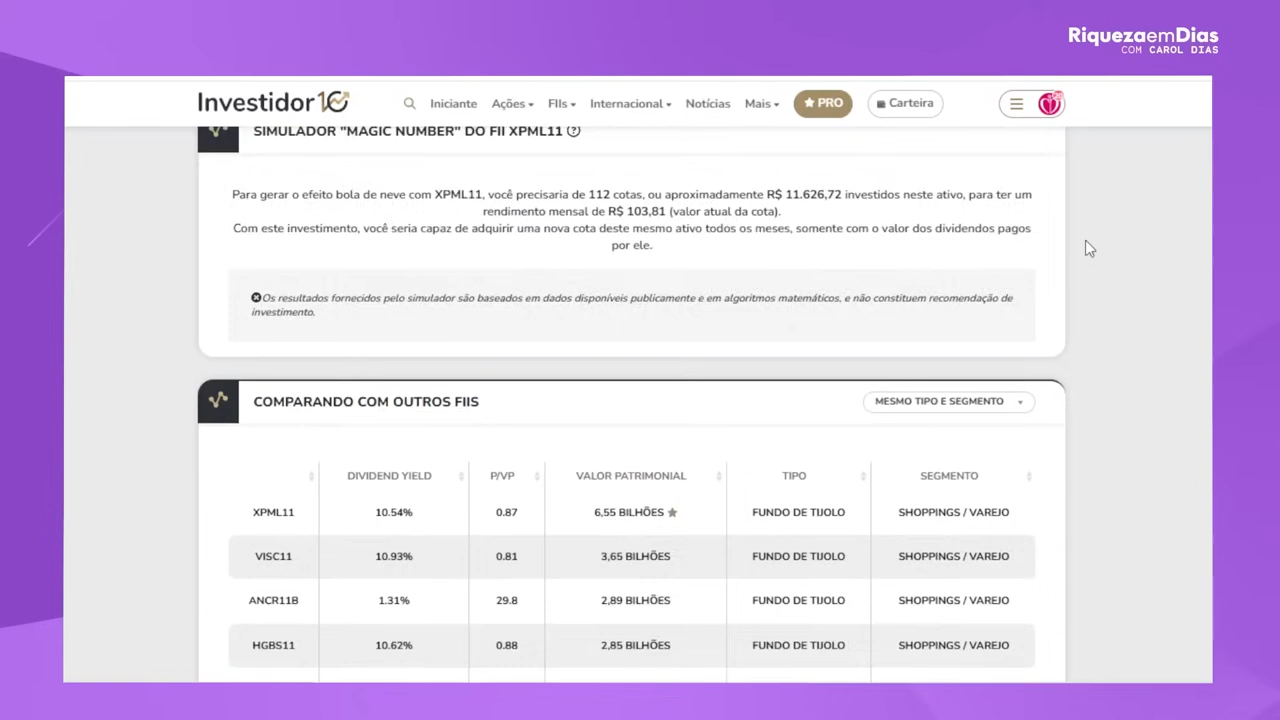 RiquezaemDias
COM CAROL DIAS
Investidor10 Iniciante Ações FIIs Internacional Notícias Mais PRO Carteira
SIMULADOR "MAGIC NUMBER" DO FII XPML11
Para gerar o efeito bola de neve com XPML11, você precisaria de 112 cotas, ou aproximadamente R$ 11.626,72 investidos neste ativo, para ter um
rendimento mensal de R$ 103,81 (valor atual da cota).
Com este investimento, você seria capaz de adquirir uma nova cota deste mesmo ativo todos os meses, somente com o valor dos dividendos pagos
por ele.
Os resultados fornecidos pelo simulador são baseados em dados disponíveis publicamente e em algoritmos matemáticos, e não constituem recomendação de
investimento.
COMPARANDO COM OUTROS FIIS MESMO TIPO E SEGMENTO
DIVIDEND YIELD P/VP VALOR PATRIMONIAL TIPO SEGMENTO
XPML11 10.54% 0.87 6,55 BILHÕES FUNDO DE TIJOLO SHOPPINGS / VAREJO
VISC11 10.93% 0.81 3,65 BILHÕES FUNDO DE TIJOLO SHOPPINGS / VAREJO
ANCR11B 1.31% 29.8 2,89 BILHÕES FUNDO DE TIJOLO SHOPPINGS / VAREJO
HGBS11 10.62% 0.88 2,85 BILHÕES FUNDO DE TIJOLO SHOPPINGS / VAREJO